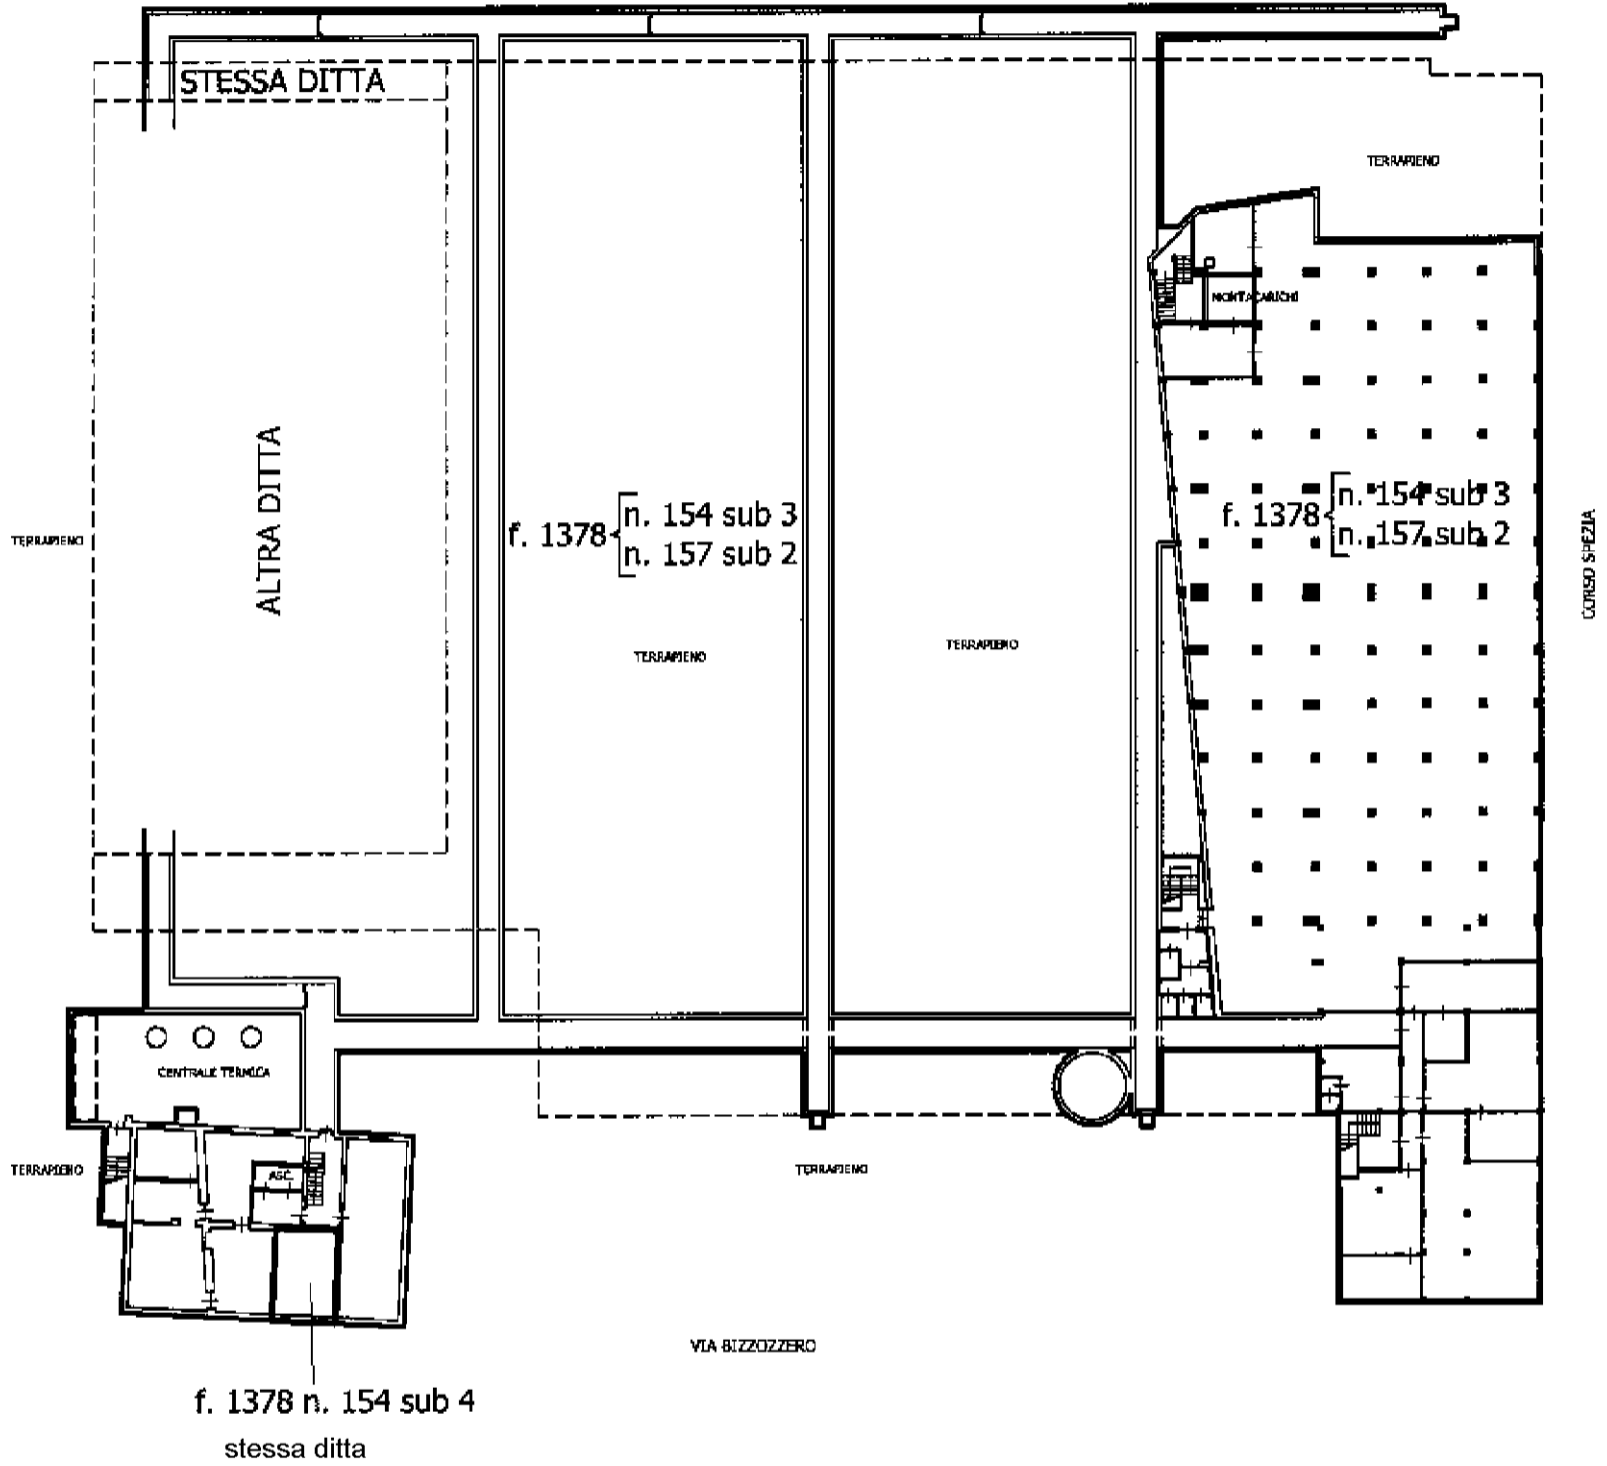 STESSA DITTA
TERRAPIENO
MONTACARICHI
ALTRA DITTA
f. 1378
n. 154 sub 3
n. 157 sub 2
f. 1378
n. 154 sub 3
n. 157 sub 2
TERRAPIENO
CORSO SPEZIA
TERRAPIENO
TERRAPIENO
CENTRALE TERMICA
TERRAPIENO
ASC.
TERRAPIENO
VIA BIZZOZZERO
f. 1378 n. 154 sub 4
stessa ditta